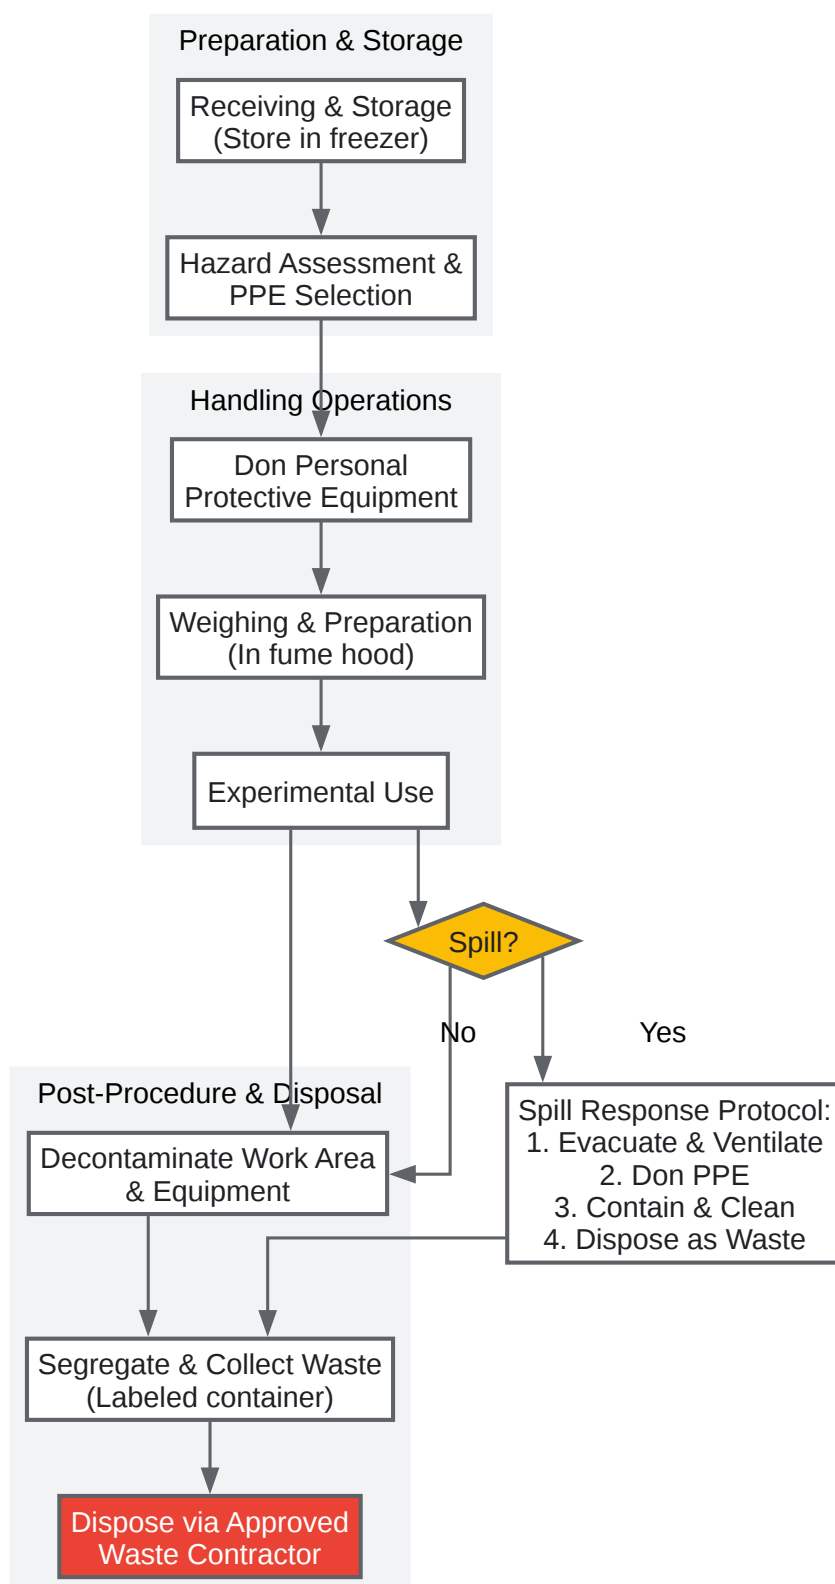 Preparation & Storage
Receiving & Storage
(Store in freezer)
Hazard Assessment &
PPE Selection
Handling Operations
Don Personal
Protective Equipment
Weighing & Preparation
(In fume hood)
Experimental Use
Spill?
No
Yes
Post-Procedure & Disposal
Spill Response Protocol:
1. Evacuate & Ventilate
2. Don PPE
3. Contain & Clean
4. Dispose as Waste
Decontaminate Work Area
& Equipment
Segregate & Collect Waste
(Labeled container)
Dispose via Approved
Waste Contractor